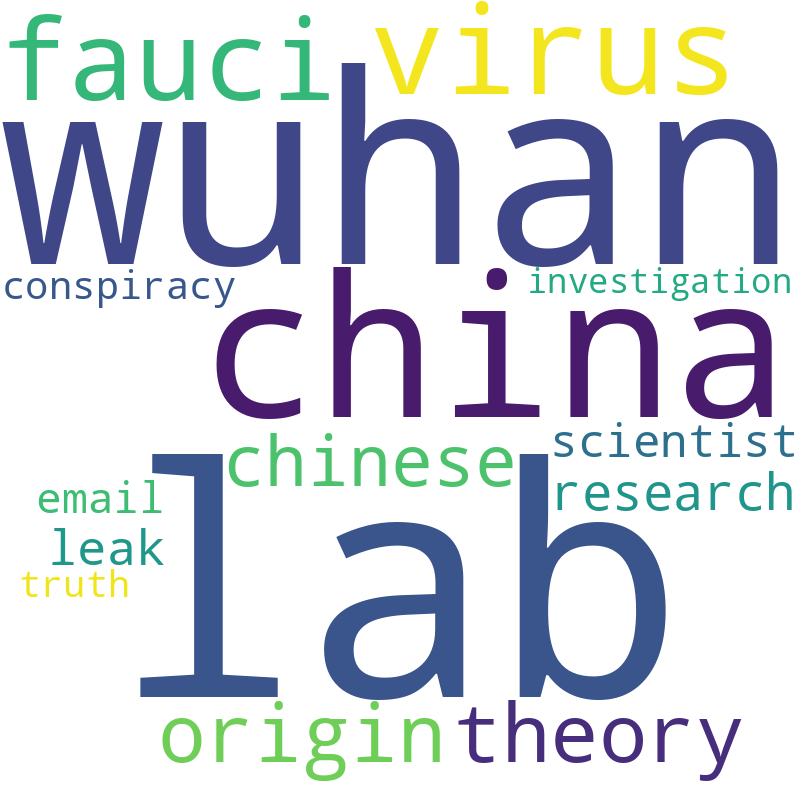 fauci virus
wuhan
conspiracy investigation
china
chinese scientist
email research
leak
truth
lab
origin theory